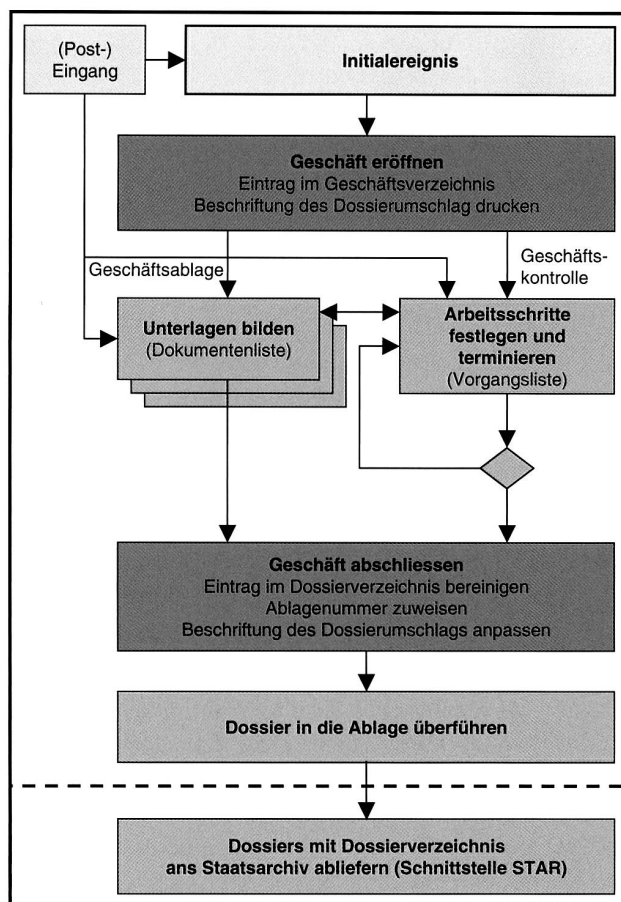 (Post-)
Eingang
Initialereignis
Geschäft eröffnen
Eintrag im Geschäftsverzeichnis
Beschriftung des Dossierumschlag drucken
Geschäftsablage
Geschäfts-
kontrolle
Unterlagen bilden
(Dokumentenliste)
Arbeitsschritte
festlegen und
terminieren
(Vorgangsliste)
Geschäft abschliessen
Eintrag im Dossierverzeichnis bereinigen
Ablagenummer zuweisen
Beschriftung des Dossierumschlags anpassen
Dossier in die Ablage überführen
Dossiers mit Dossierverzeichnis
ans Staatsarchiv abliefern (Schnittstelle STAR)